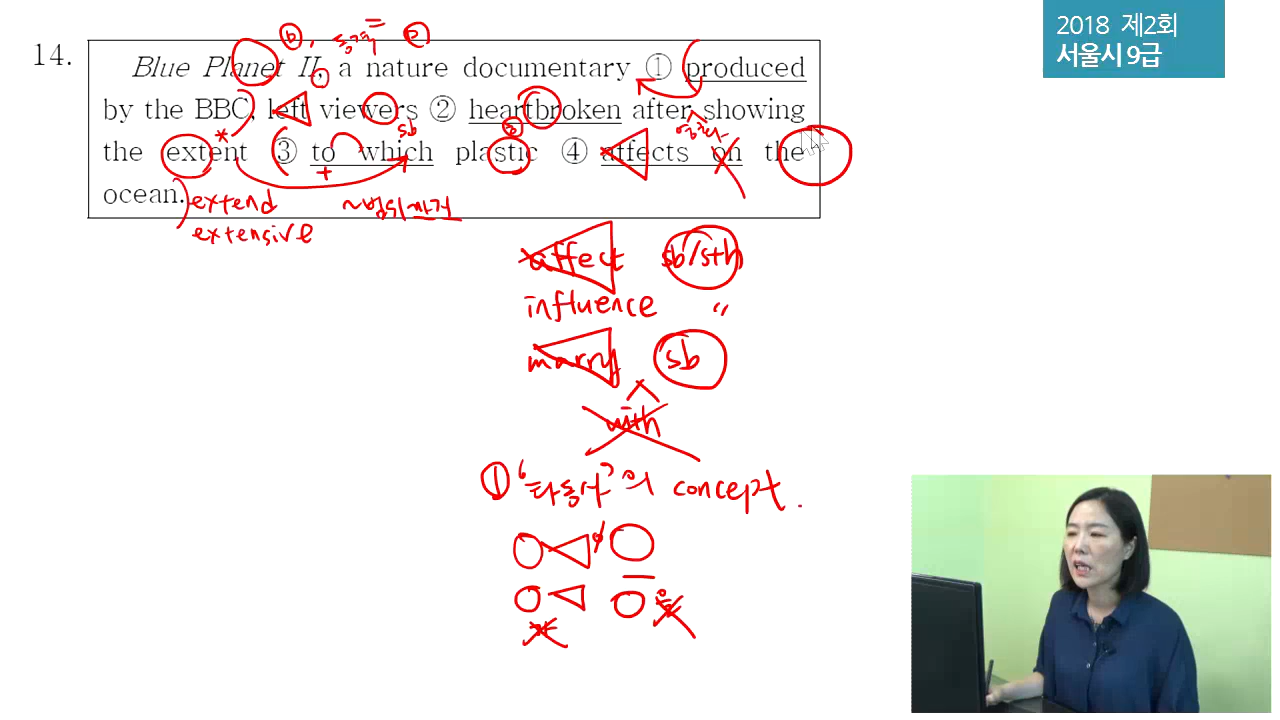 2018 제2회
서울시 9급
14.
Blue Planet II, a nature documentary ① produced
by the BBC, left viewers ② heartbroken after showing
the extent ③ to which plastic ④ affects on the
ocean.
동격
sb
extend
extensive
~범위까지
affect sb/sth
influence 〃
marry sb
with
① '타동사'의 concept.